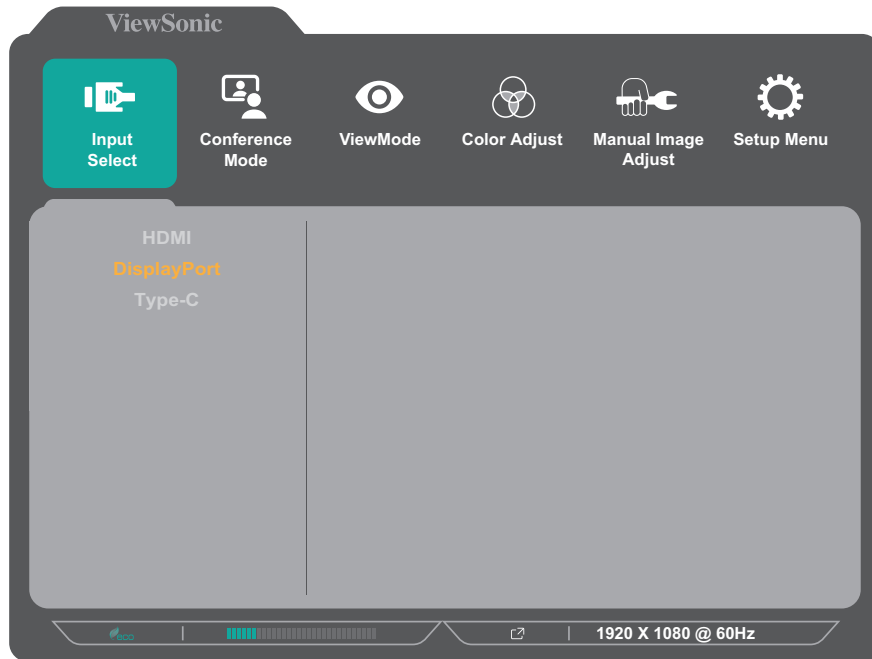 ViewSonic
Input
Select
Conference
Mode
ViewMode
Color Adjust
Manual Image
Adjust
Setup Menu
HDMI
DisplayPort
Type-C
eco
1920 X 1080 @ 60Hz